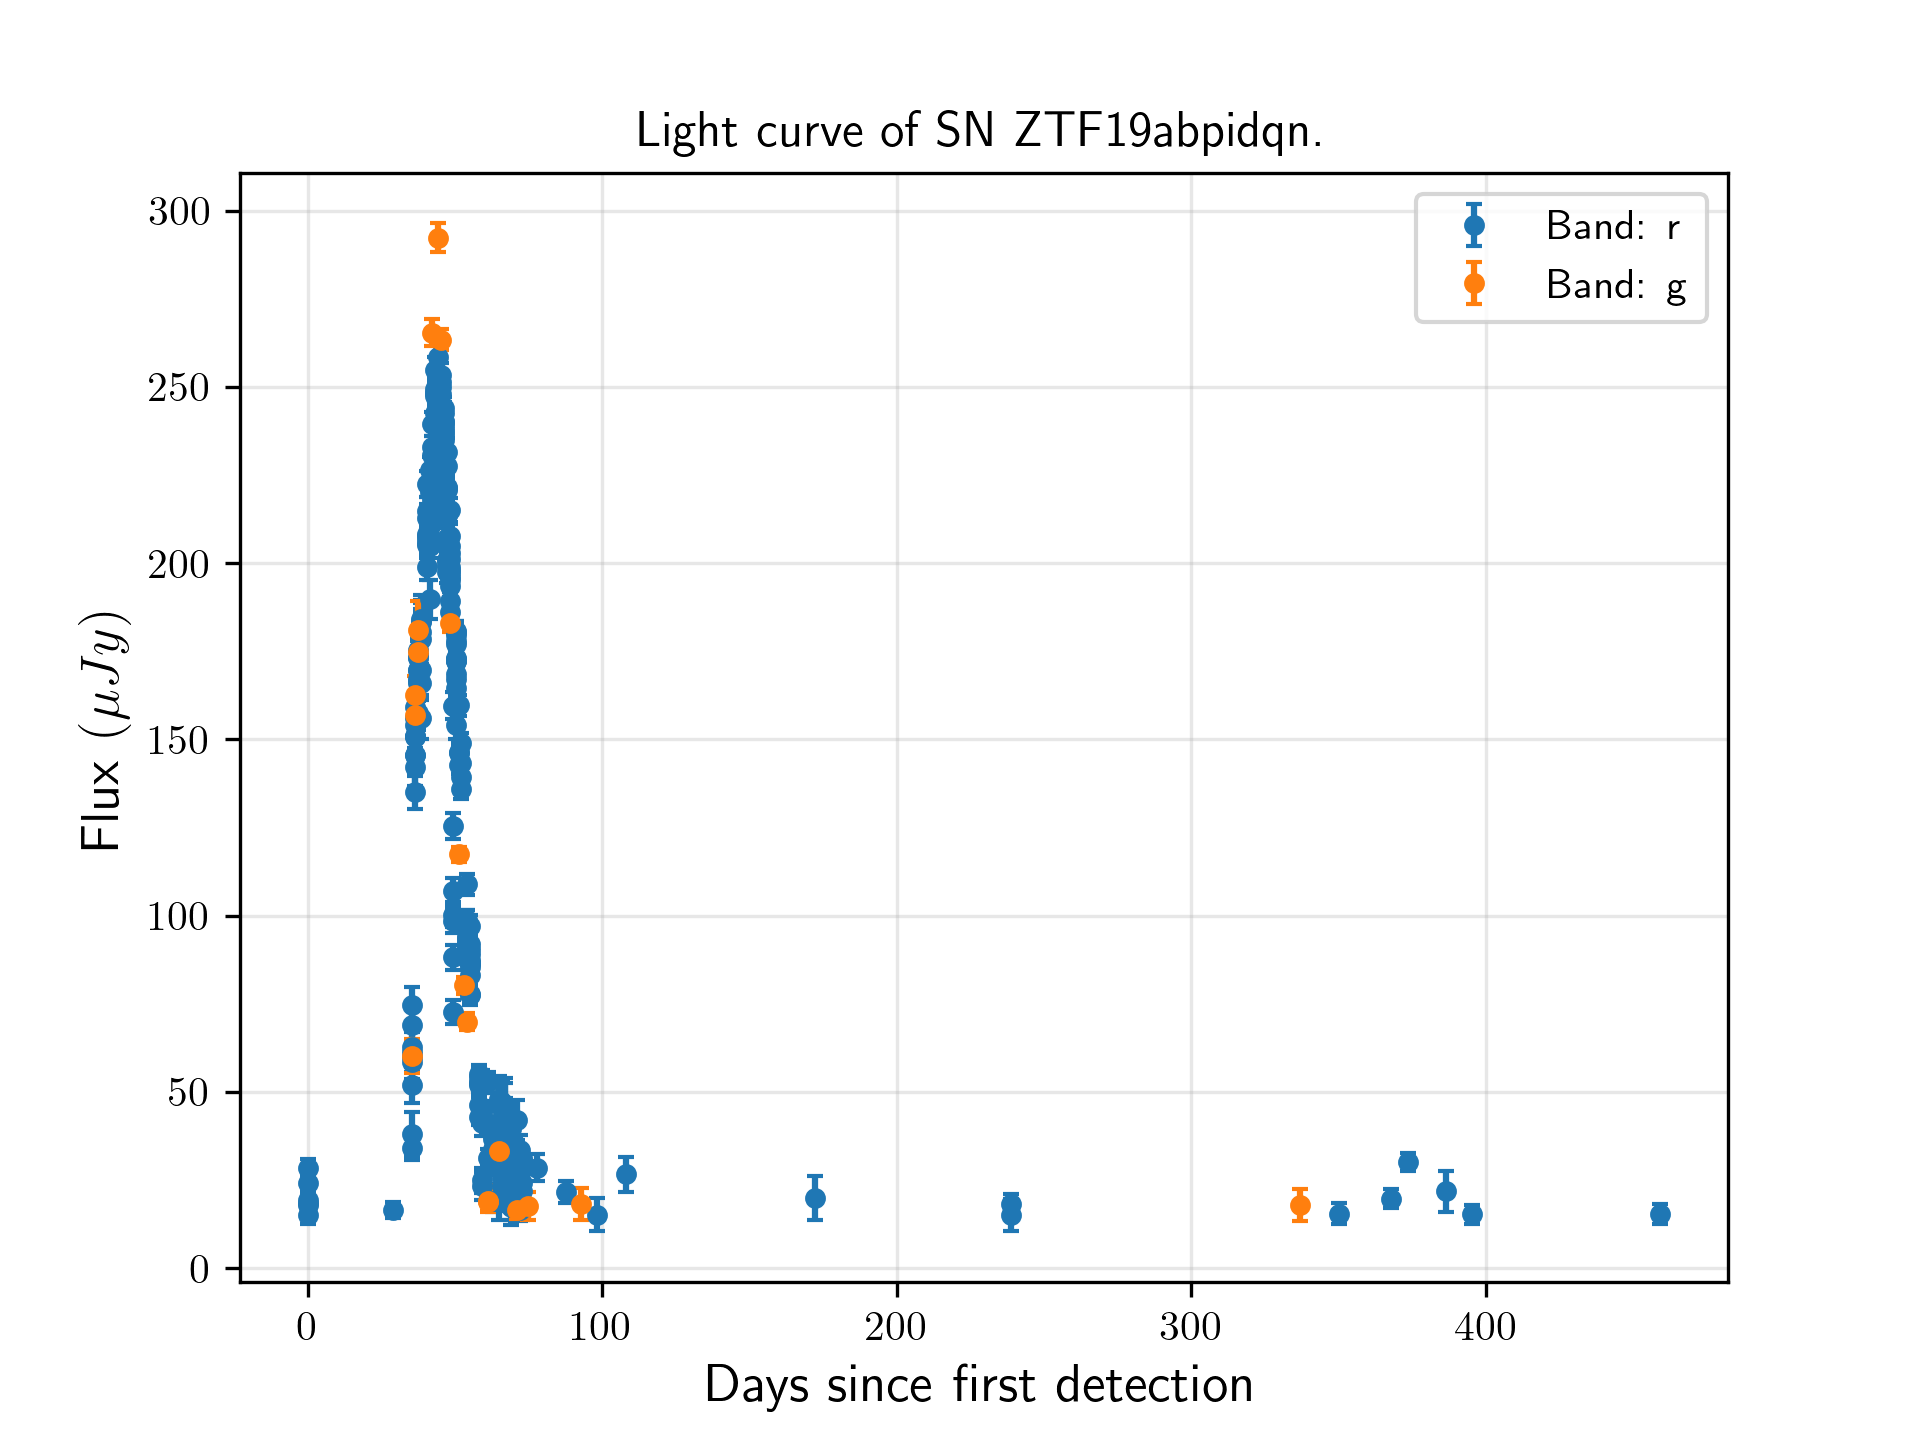 Light curve of SN ZTF19abpidqn.
Band: r
Band: g
300
250
200
150
100
50
0
Flux (μJy)
0 100 200 300 400
Days since first detection